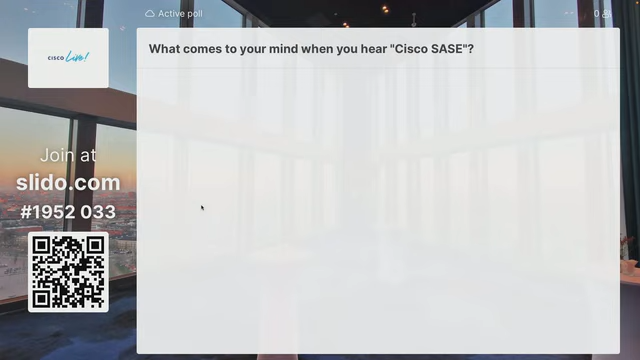 Active poll
0
CISCO Live!
What comes to your mind when you hear "Cisco SASE"?
Join at
slido.com
#1952 033